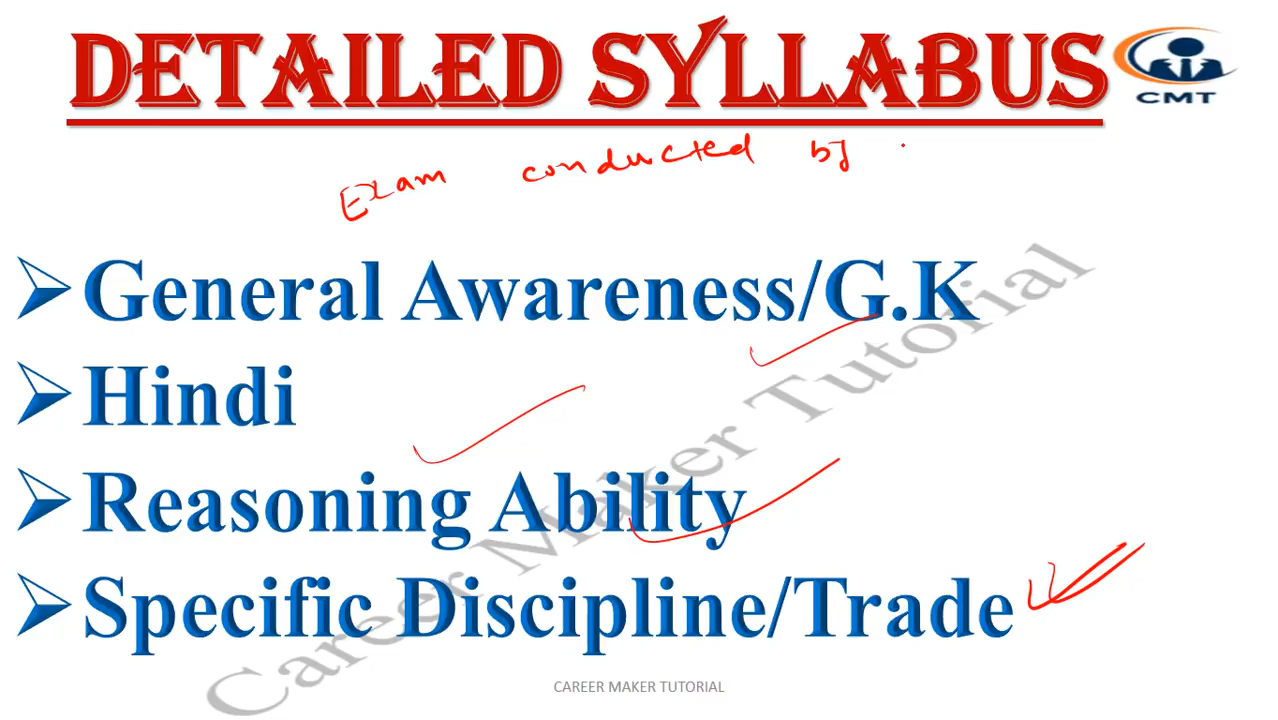 DETAILED SYLLABUS
CMT
Exam conducted by
General Awareness/G.K
Hindi
Reasoning Ability
Specific Discipline/Trade
Career Maker Tutorial
CAREER MAKER TUTORIAL